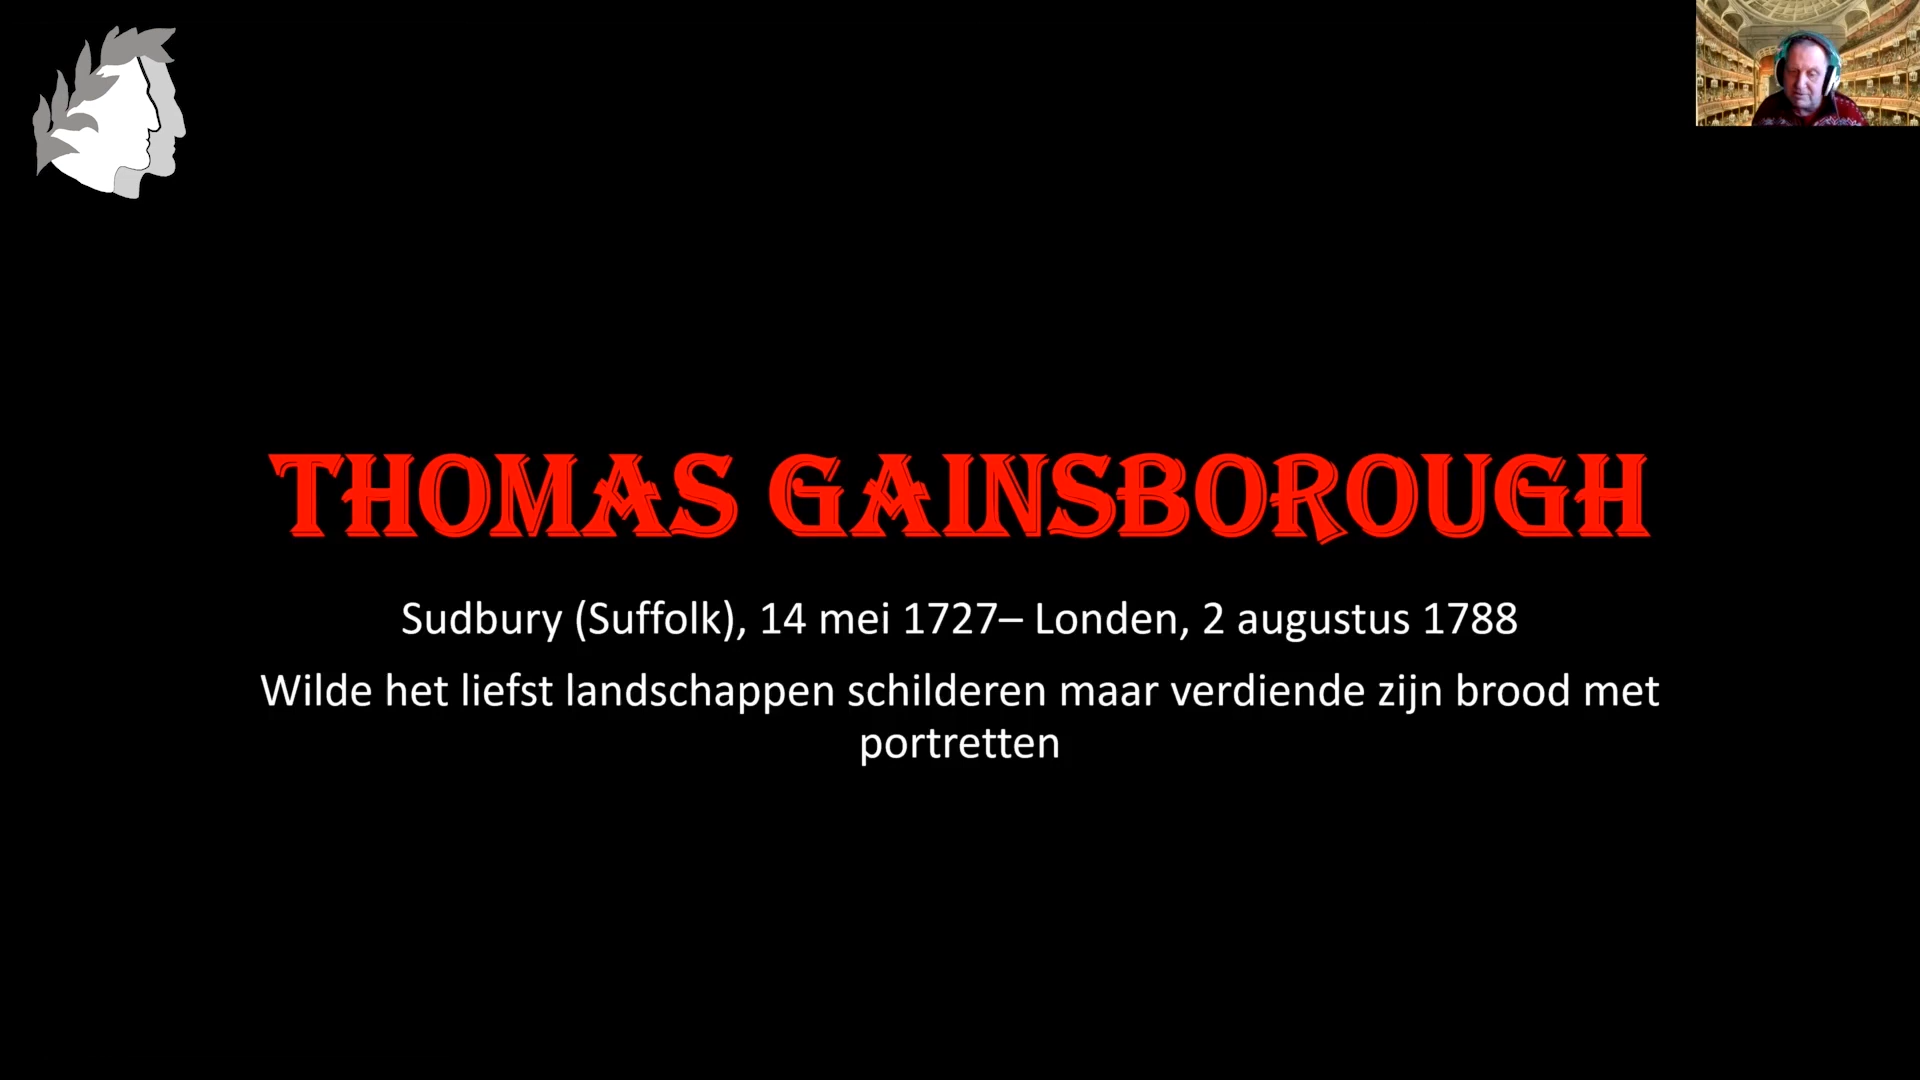 THOMAS GAINSBOROUGH
Sudbury (Suffolk), 14 mei 1727– Londen, 2 augustus 1788
Wilde het liefst landschappen schilderen maar verdiende zijn brood met
portretten